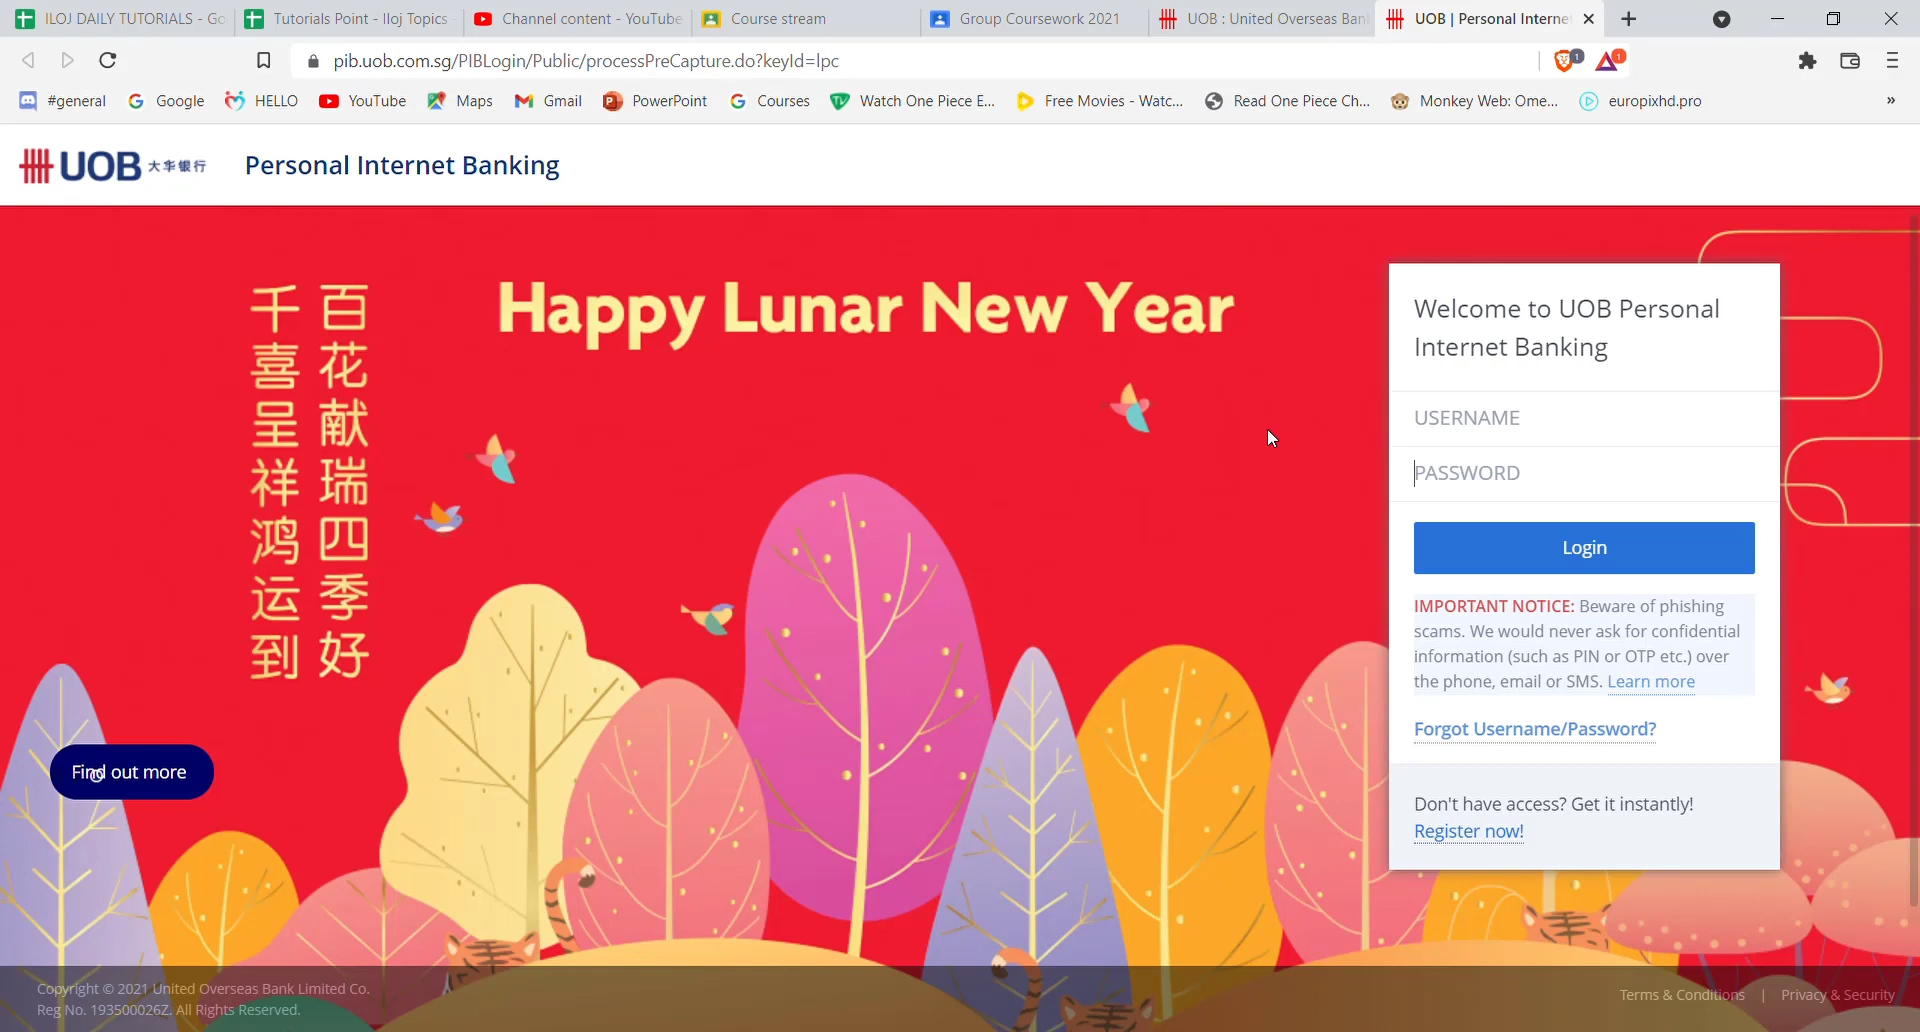 ILOJ DAILY TUTORIALS - Go
Tutorials Point - Iloj Topics
Channel content - YouTube
Course stream
Group Coursework 2021
UOB : United Overseas Ban
UOB | Personal Interne
pib.uob.com.sg/PIBLogin/Public/processPreCapture.do?keyId=lpc
1
1
#general
Google
HELLO
YouTube
Maps
Gmail
PowerPoint
Courses
Watch One Piece E...
Free Movies - Watc...
Read One Piece Ch...
Monkey Web: Ome...
europixhd.pro
»
UOB 大华银行
Personal Internet Banking
百花献瑞四季好
千喜呈祥鸿运到
Happy Lunar New Year
Welcome to UOB Personal
Internet Banking
USERNAME
PASSWORD
Login
IMPORTANT NOTICE: Beware of phishing
scams. We would never ask for confidential
information (such as PIN or OTP etc.) over
the phone, email or SMS. Learn more
Forgot Username/Password?
Don't have access? Get it instantly!
Register now!
Find out more
Copyright © 2021 United Overseas Bank Limited Co.
Reg No. 193500026Z. All Rights Reserved.
Terms & Conditions | Privacy & Security